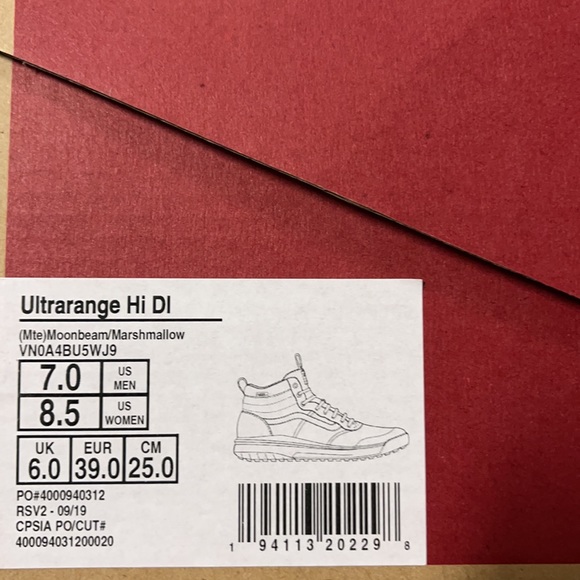 Ultrarange Hi DI
(Mte)Moonbeam/Marshmallow
VN0A4BU5WJ9
7.0 US MEN
8.5 US WOMEN
UK EUR CM
6.0 39.0 25.0
PO#4000940312
RSV2 - 09/19
CPSIA PO/CUT#
400094031200020
1 94113 20229 8